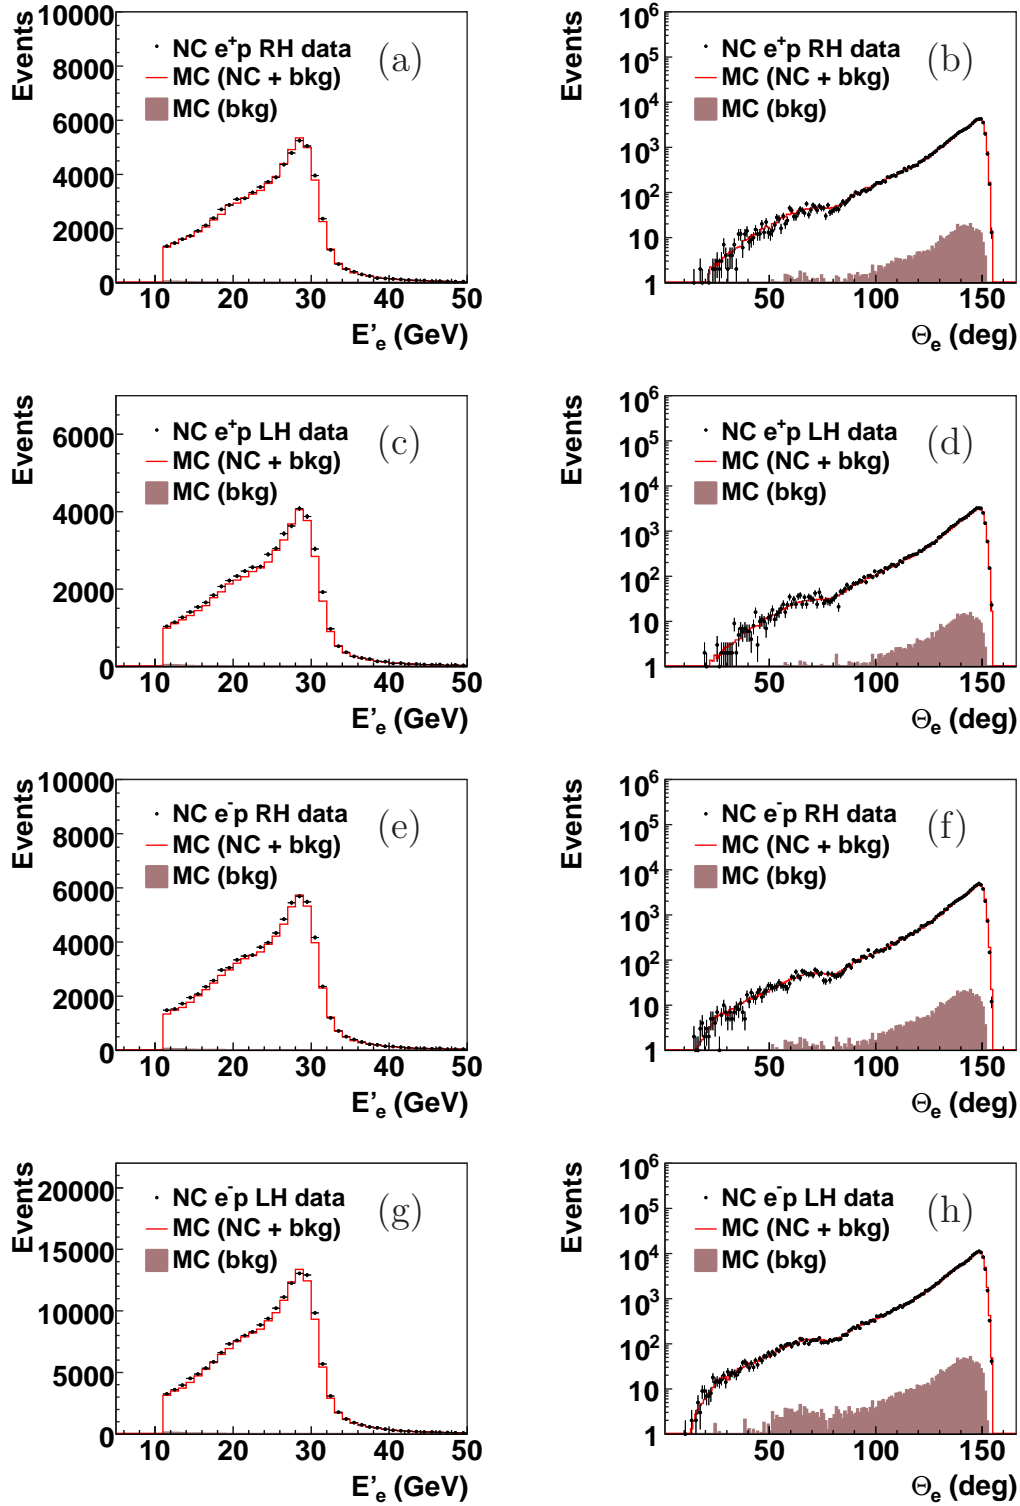 Events
10000
8000
6000
4000
2000
0
NC e⁺p RH data
MC (NC + bkg)
MC (bkg)
(a)
10 20 30 40 50
E'ₑ (GeV)
Events
10⁶
10⁵
10⁴
10³
10²
10
1
NC e⁺p RH data
MC (NC + bkg)
MC (bkg)
(b)
50 100 150
Θₑ (deg)
Events
6000
4000
2000
0
NC e⁺p LH data
MC (NC + bkg)
MC (bkg)
(c)
10 20 30 40 50
E'ₑ (GeV)
Events
10⁶
10⁵
10⁴
10³
10²
10
1
NC e⁺p LH data
MC (NC + bkg)
MC (bkg)
(d)
50 100 150
Θₑ (deg)
Events
10000
8000
6000
4000
2000
0
NC e⁻p RH data
MC (NC + bkg)
MC (bkg)
(e)
10 20 30 40 50
E'ₑ (GeV)
Events
10⁶
10⁵
10⁴
10³
10²
10
1
NC e⁻p RH data
MC (NC + bkg)
MC (bkg)
(f)
50 100 150
Θₑ (deg)
Events
20000
15000
10000
5000
0
NC e⁻p LH data
MC (NC + bkg)
MC (bkg)
(g)
10 20 30 40 50
E'ₑ (GeV)
Events
10⁶
10⁵
10⁴
10³
10²
10
1
NC e⁻p LH data
MC (NC + bkg)
MC (bkg)
(h)
50 100 150
Θₑ (deg)